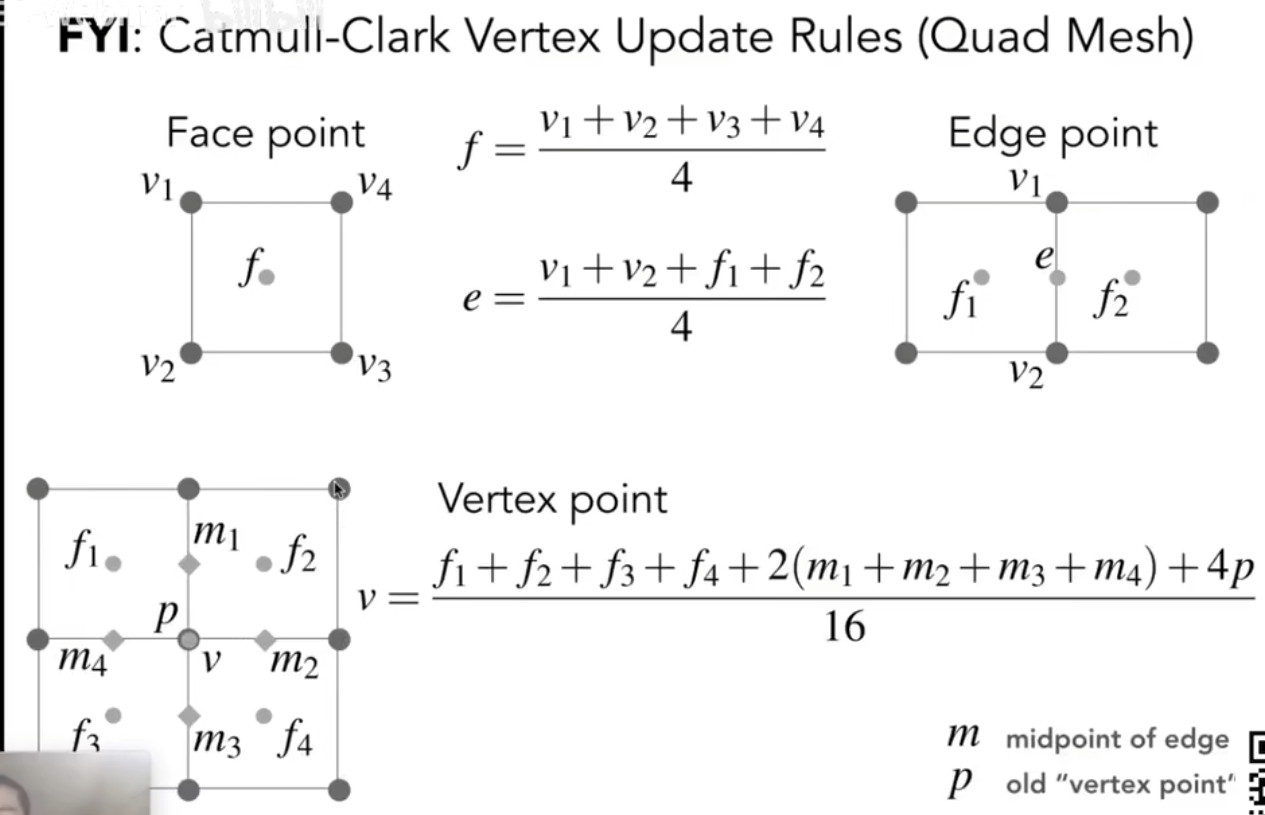 FYI: Catmull-Clark Vertex Update Rules (Quad Mesh)
Face point
f = (v₁ + v₂ + v₃ + v₄) / 4
Edge point
v₁
v₄
f
v₂
v₃
e = (v₁ + v₂ + f₁ + f₂) / 4
v₁
e
f₁
f₂
v₂
Vertex point
v = (f₁ + f₂ + f₃ + f₄ + 2(m₁ + m₂ + m₃ + m₄) + 4p) / 16
f₁
m₁
f₂
p
m₄
v
m₂
f₃
m₃
f₄
m midpoint of edge
p old "vertex point"